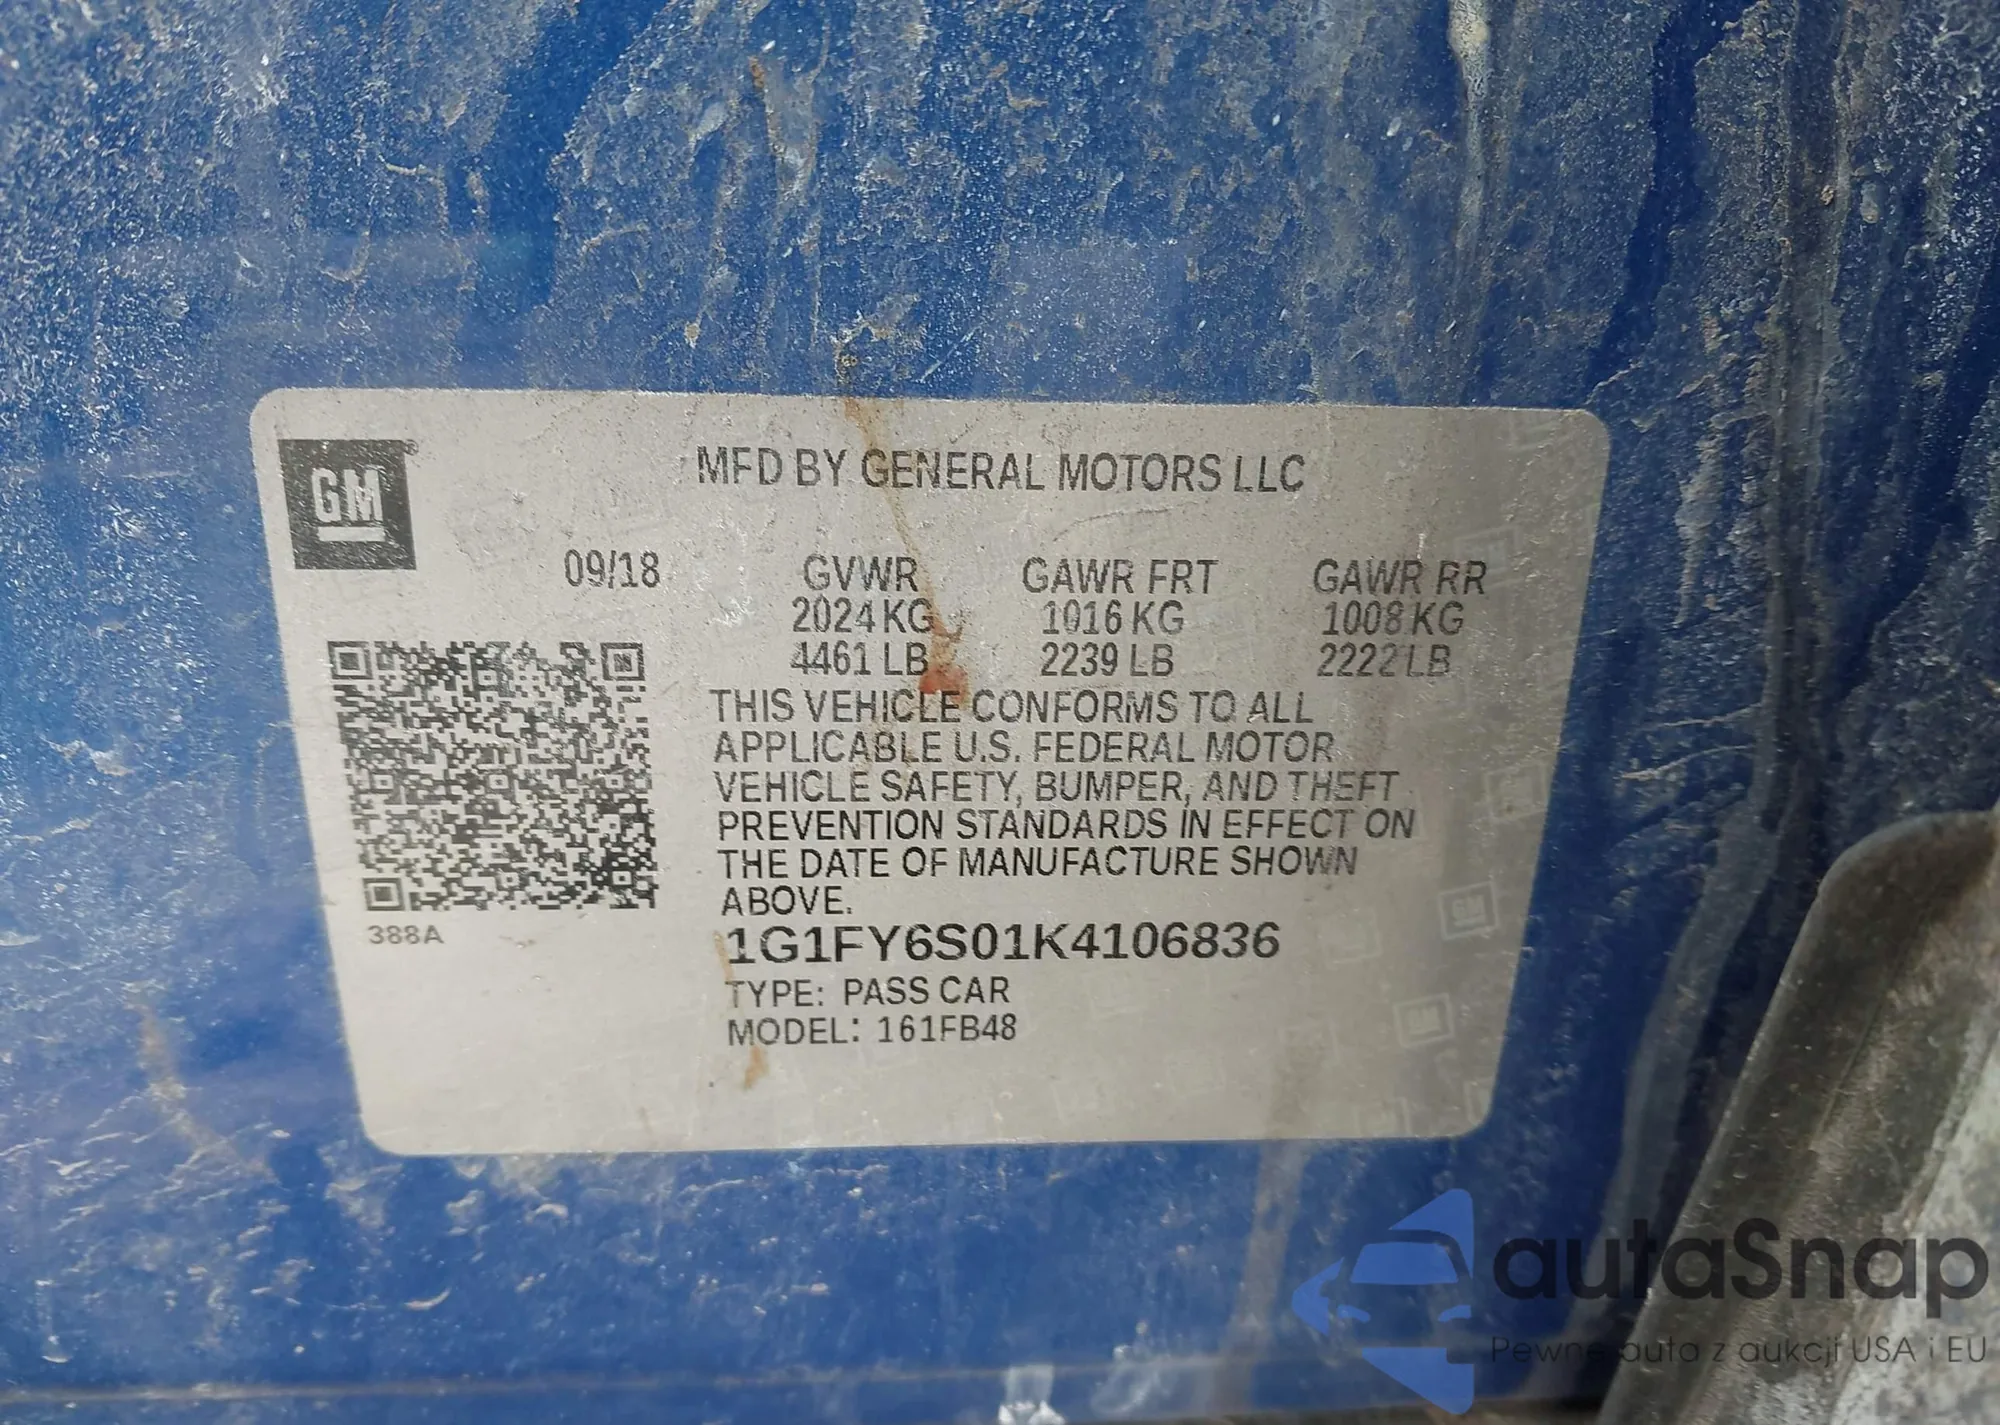 GM
MFD BY GENERAL MOTORS LLC
09/18
GVWR GAWR FRT GAWR RR
2024 KG 1016 KG 1008 KG
4461 LB 2239 LB 2222 LB
THIS VEHICLE CONFORMS TO ALL
APPLICABLE U.S. FEDERAL MOTOR
VEHICLE SAFETY, BUMPER, AND THEFT
PREVENTION STANDARDS IN EFFECT ON
THE DATE OF MANUFACTURE SHOWN
ABOVE.
388A
1G1FY6S01K4106836
TYPE: PASS CAR
MODEL: 161FB48
autaSnap
Pewne auta z aukcji USA i EU